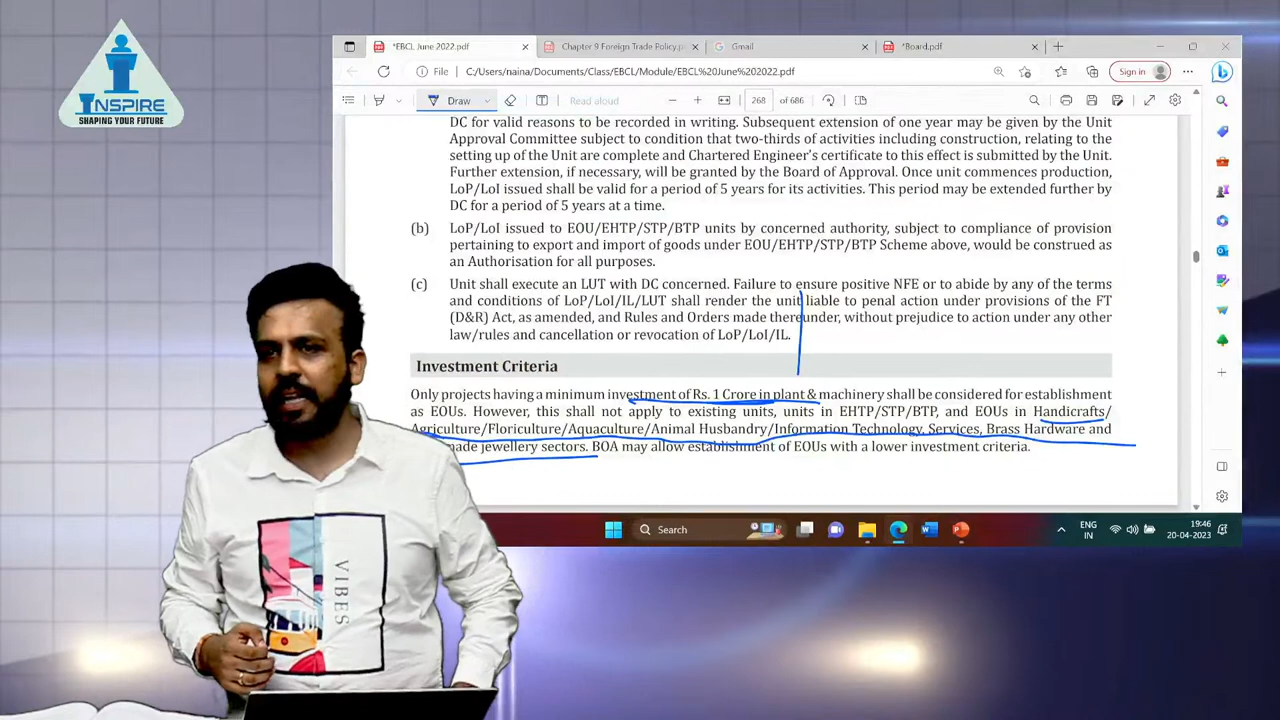 INSPIRE
SHAPING YOUR FUTURE
*EBCL June 2022.pdf
Chapter 9 Foreign Trade Policy.p
Gmail
*Board.pdf
File
C:/Users/naina/Documents/Class/EBCL/Module/EBCL%20June%202022.pdf
Sign in
Draw
Read aloud
268
of 686
DC for valid reasons to be recorded in writing. Subsequent extension of one year may be given by the Unit
Approval Committee subject to condition that two-thirds of activities including construction, relating to the
setting up of the Unit are complete and Chartered Engineer's certificate to this effect is submitted by the Unit.
Further extension, if necessary, will be granted by the Board of Approval. Once unit commences production,
LoP/LoI issued shall be valid for a period of 5 years for its activities. This period may be extended further by
DC for a period of 5 years at a time.
(b) LoP/LoI issued to EOU/EHTP/STP/BTP units by concerned authority, subject to compliance of provision
pertaining to export and import of goods under EOU/EHTP/STP/BTP Scheme above, would be construed as
an Authorisation for all purposes.
(c) Unit shall execute an LUT with DC concerned. Failure to ensure positive NFE or to abide by any of the terms
and conditions of LoP/LoI/IL/LUT shall render the unit liable to penal action under provisions of the FT
(D&R) Act, as amended, and Rules and Orders made thereunder, without prejudice to action under any other
law/rules and cancellation or revocation of LoP/LoI/IL.
Investment Criteria
Only projects having a minimum investment of Rs. 1 Crore in plant & machinery shall be considered for establishment
as EOUs. However, this shall not apply to existing units, units in EHTP/STP/BTP, and EOUs in Handicrafts/
Agriculture/Floriculture/Aquaculture/Animal Husbandry/Information Technology, Services, Brass Hardware and
made jewellery sectors. BOA may allow establishment of EOUs with a lower investment criteria.
Search
ENG
IN
19:46
20-04-2023
VIBES